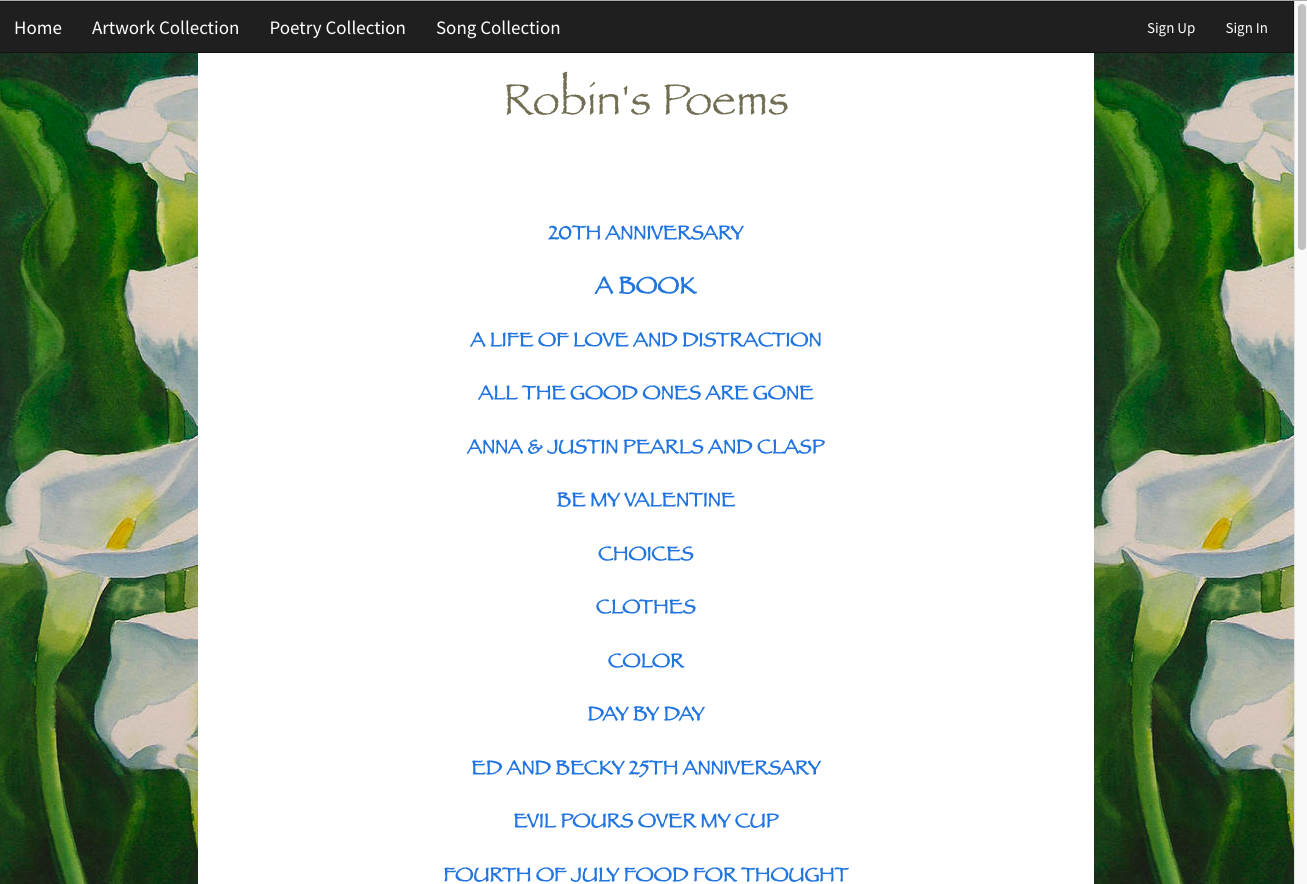 Home Artwork Collection Poetry Collection Song Collection Sign Up Sign In
Robin's Poems
20TH ANNIVERSARY
A BOOK
A LIFE OF LOVE AND DISTRACTION
ALL THE GOOD ONES ARE GONE
ANNA & JUSTIN PEARLS AND CLASP
BE MY VALENTINE
CHOICES
CLOTHES
COLOR
DAY BY DAY
ED AND BECKY 25TH ANNIVERSARY
EVIL POURS OVER MY CUP
FOURTH OF JULY FOOD FOR THOUGHT